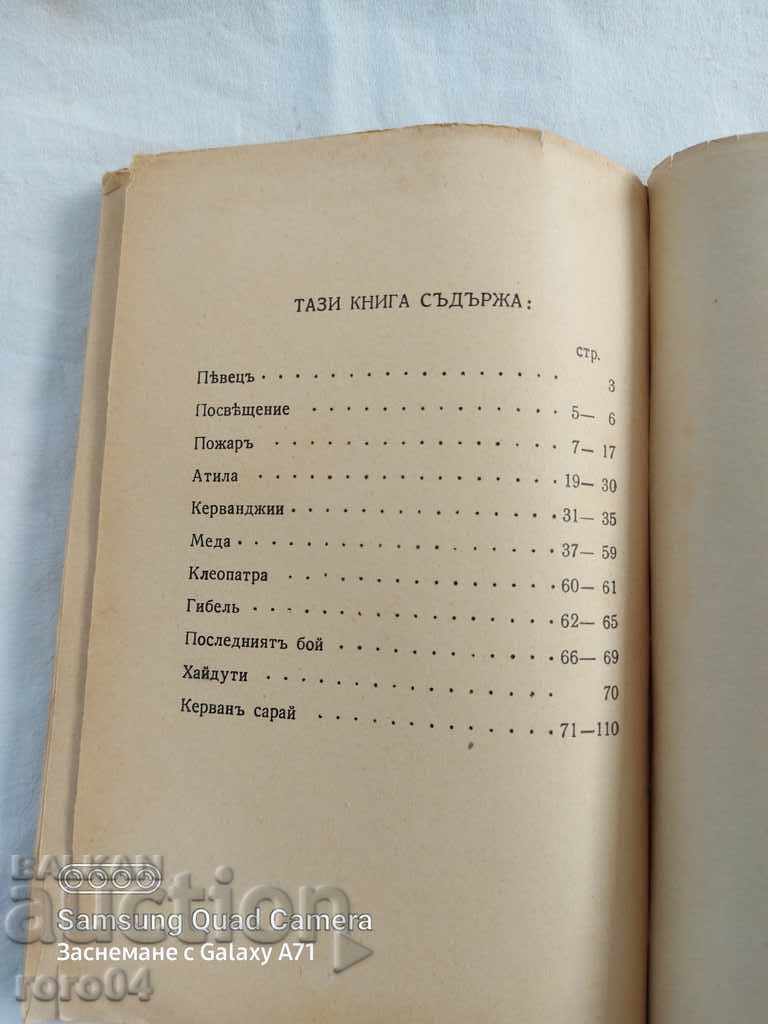 ТАЗИ КНИГА СЪДЪРЖА:
стр.
Пѣвецъ . . . . . . . . . . . . . . 3
Посвѣщение . . . . . . . . . . . . 5— 6
Пожаръ . . . . . . . . . . . . . . 7— 17
Атила . . . . . . . . . . . . . . 19— 30
Керванджии . . . . . . . . . . . . 31— 35
Меда . . . . . . . . . . . . . . . 37— 59
Клеопатра . . . . . . . . . . . . 60— 61
Гибель . . . . . . . . . . . . . . 62— 65
Последниятъ бой . . . . . . . . . 66— 69
Хайдути . . . . . . . . . . . . . 70
Керванъ сарай . . . . . . . . . . 71—110
BALKAN
auction
Samsung Quad Camera
Заснемане с Galaxy A71
roro04